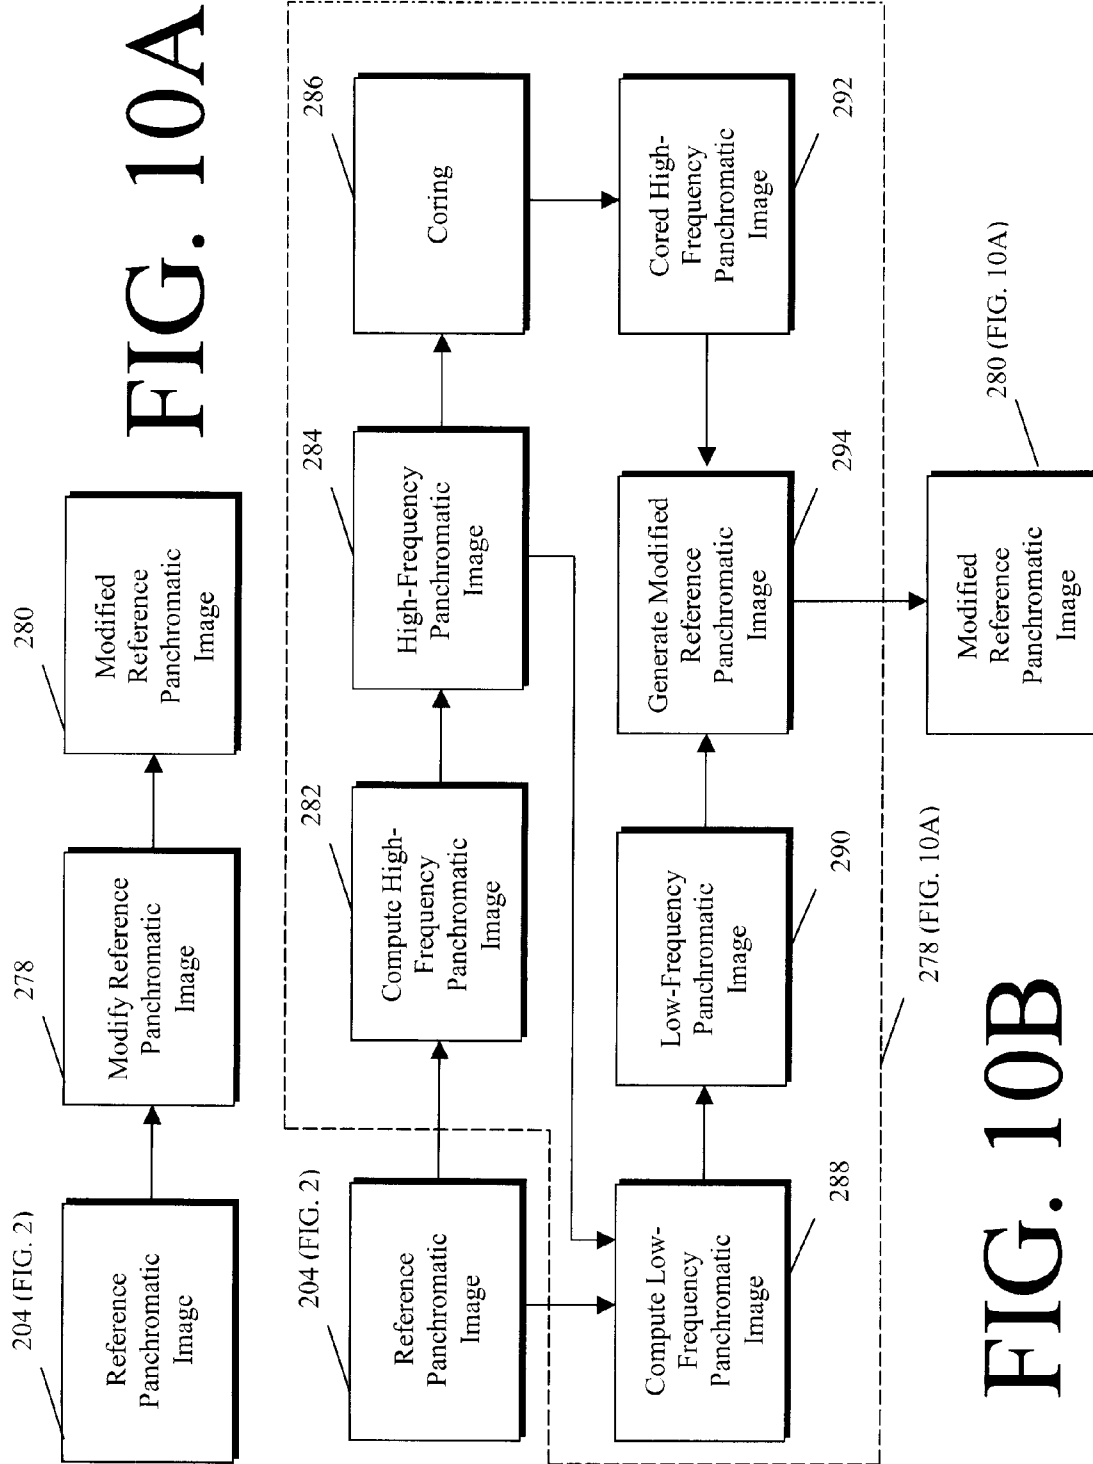 204 (FIG. 2)
Reference
Panchromatic
Image
278
Modify Reference
Panchromatic
Image
280
Modified
Reference
Panchromatic
Image
FIG. 10A
204 (FIG. 2)
Reference
Panchromatic
Image
282
Compute High-
Frequency
Panchromatic
Image
284
High-Frequency
Panchromatic
Image
286
Coring
Compute Low-
Frequency
Panchromatic
Image
288
Low-Frequency
Panchromatic
Image
290
Generate Modified
Reference
Panchromatic
Image
294
Cored High-
Frequency
Panchromatic
Image
292
278 (FIG. 10A)
Modified
Reference
Panchromatic
Image
280 (FIG. 10A)
FIG. 10B